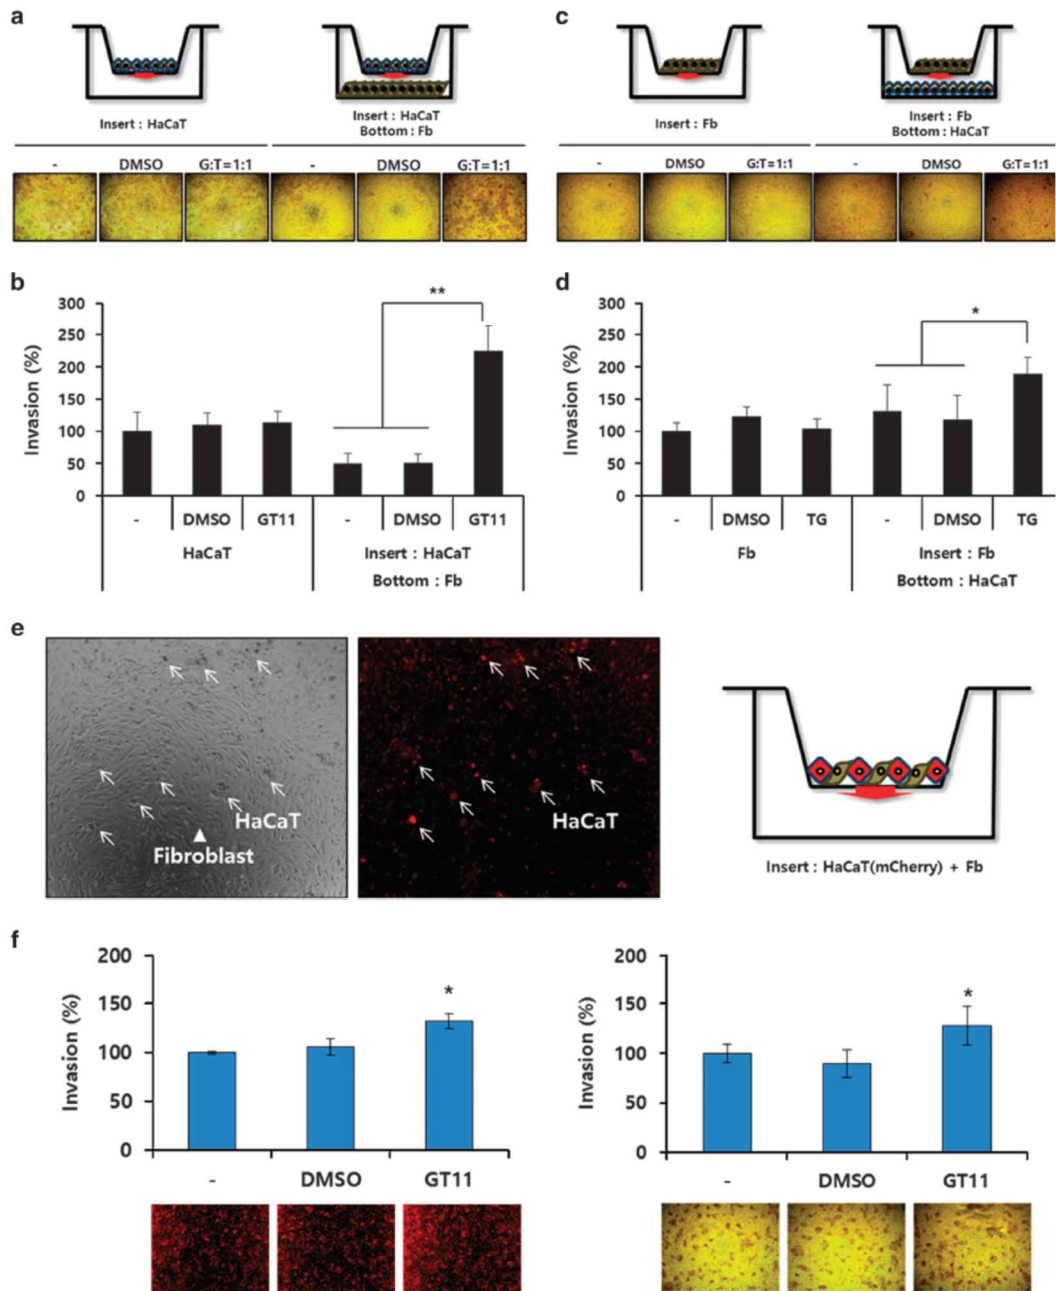 a
Insert : HaCaT
Insert : HaCaT
Bottom : Fb
- DMSO G:T=1:1 - DMSO G:T=1:1
c
Insert : Fb
Insert : Fb
Bottom : HaCaT
- DMSO G:T=1:1 - DMSO G:T=1:1
b
Invasion (%)
300
250
200
150
100
50
0
**
- DMSO GT11 - DMSO GT11
HaCaT
Insert : HaCaT
Bottom : Fb
d
Invasion (%)
300
250
200
150
100
50
0
*
- DMSO TG - DMSO TG
Fb
Insert : Fb
Bottom : HaCaT
e
HaCaT
Fibroblast
HaCaT
Insert : HaCaT(mCherry) + Fb
f
Invasion (%)
200
150
100
50
0
*
- DMSO GT11
Invasion (%)
200
150
100
50
0
*
- DMSO GT11